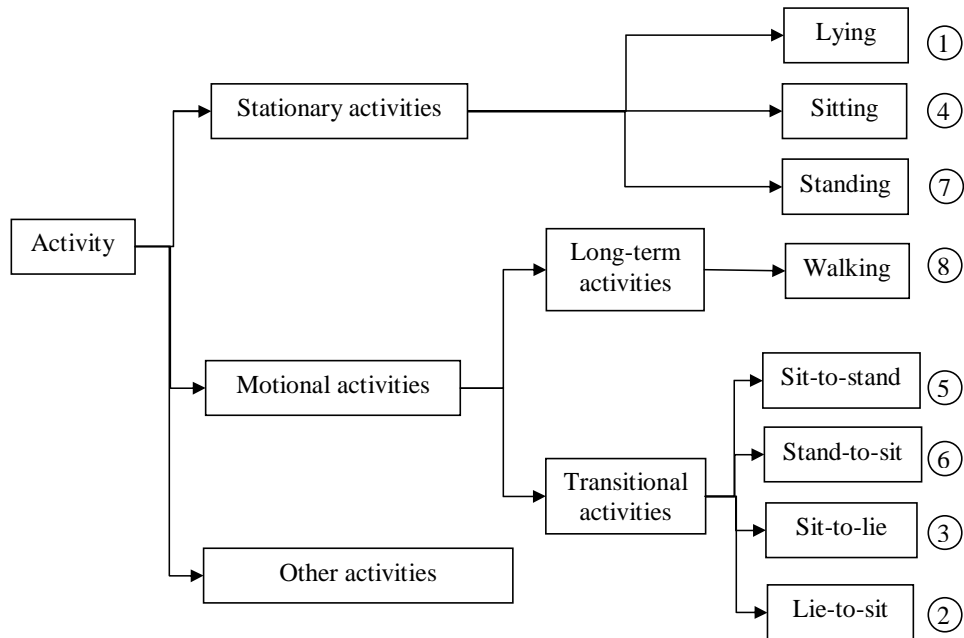 Lying
①
Stationary activities
Sitting
④
Standing
⑦
Activity
Long-term
activities
Walking
⑧
Motional activities
Sit-to-stand
⑤
Stand-to-sit
⑥
Transitional
activities
Sit-to-lie
③
Other activities
Lie-to-sit
②